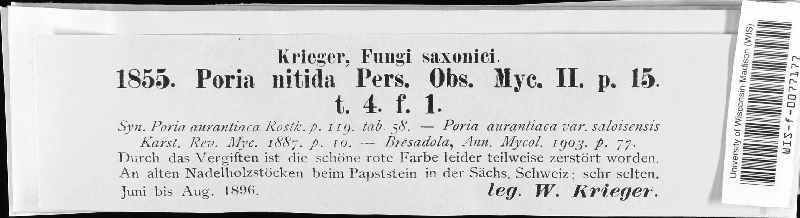 Krieger, Fungi saxonici.
1855. Poria nitida Pers. Obs. Myc. II. p. 15.
t. 4. f. 1.
Syn. Poria aurantiaca Rostk. p. 119. tab 58. — Poria aurantiaca var. saloisensis
Karst. Rev. Myc. 1887. p. 10. — Bresadola, Ann. Mycol. 1903. p. 77.
Durch das Vergiften ist die schöne rote Farbe leider teilweise zerstört worden.
An alten Nadelholzstöcken beim Papststein in der Sächs. Schweiz; sehr selten.
Juni bis Aug. 1896.
leg. W. Krieger.
University of Wisconsin-Madison (WIS)
WIS-f-0077177